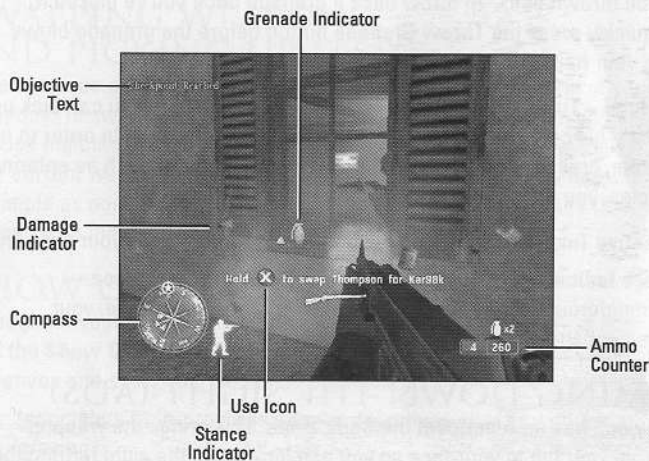 Grenade Indicator
Objective
Text
Checkpoint Reached
Damage
Indicator
Hold X to swap Thompson for Kar98k
Compass
x2
4 260
Ammo
Counter
Use Icon
Stance
Indicator